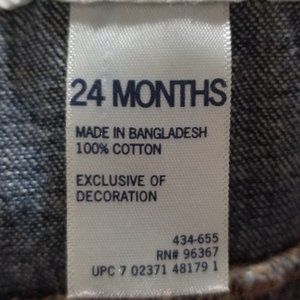 24 MONTHS
MADE IN BANGLADESH
100% COTTON
EXCLUSIVE OF
DECORATION
434-655
RN# 96367
UPC 7 02371 48179 1